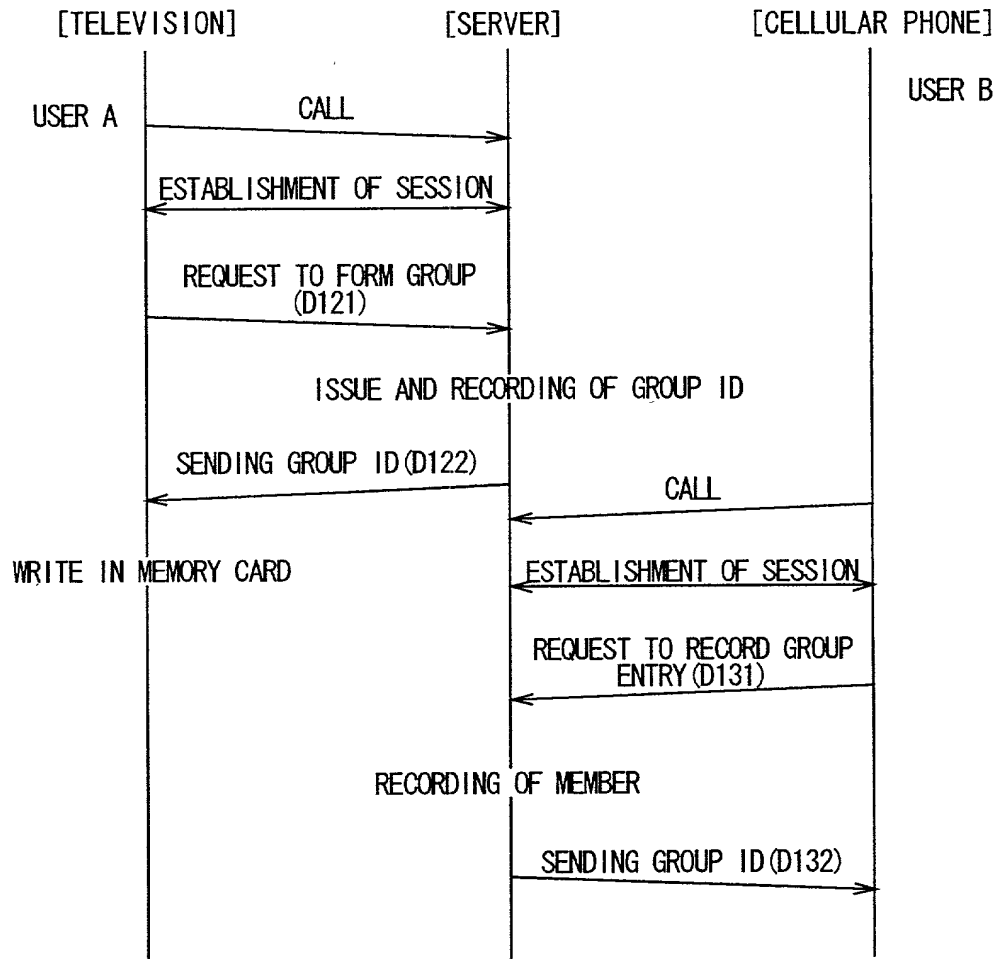 [TELEVISION] [SERVER] [CELLULAR PHONE]
USER B
USER A
CALL
ESTABLISHMENT OF SESSION
REQUEST TO FORM GROUP
(D121)
ISSUE AND RECORDING OF GROUP ID
SENDING GROUP ID(D122)
CALL
WRITE IN MEMORY CARD
ESTABLISHMENT OF SESSION
REQUEST TO RECORD GROUP
ENTRY(D131)
RECORDING OF MEMBER
SENDING GROUP ID(D132)